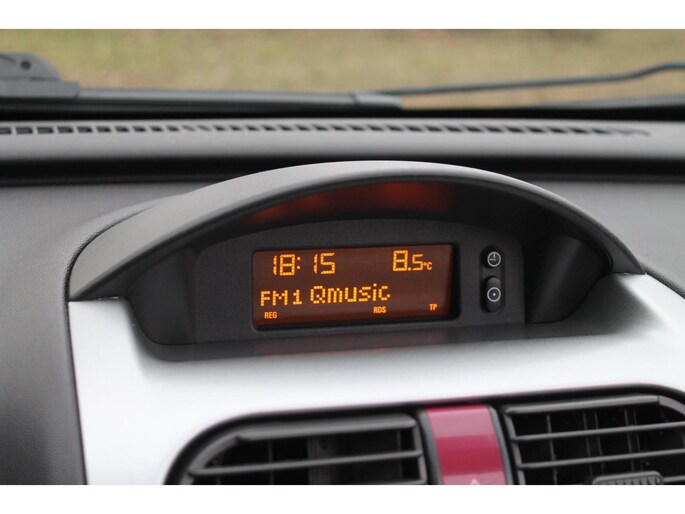 18:15 8.5°C
FM1 Qmusic
REG RDS TP